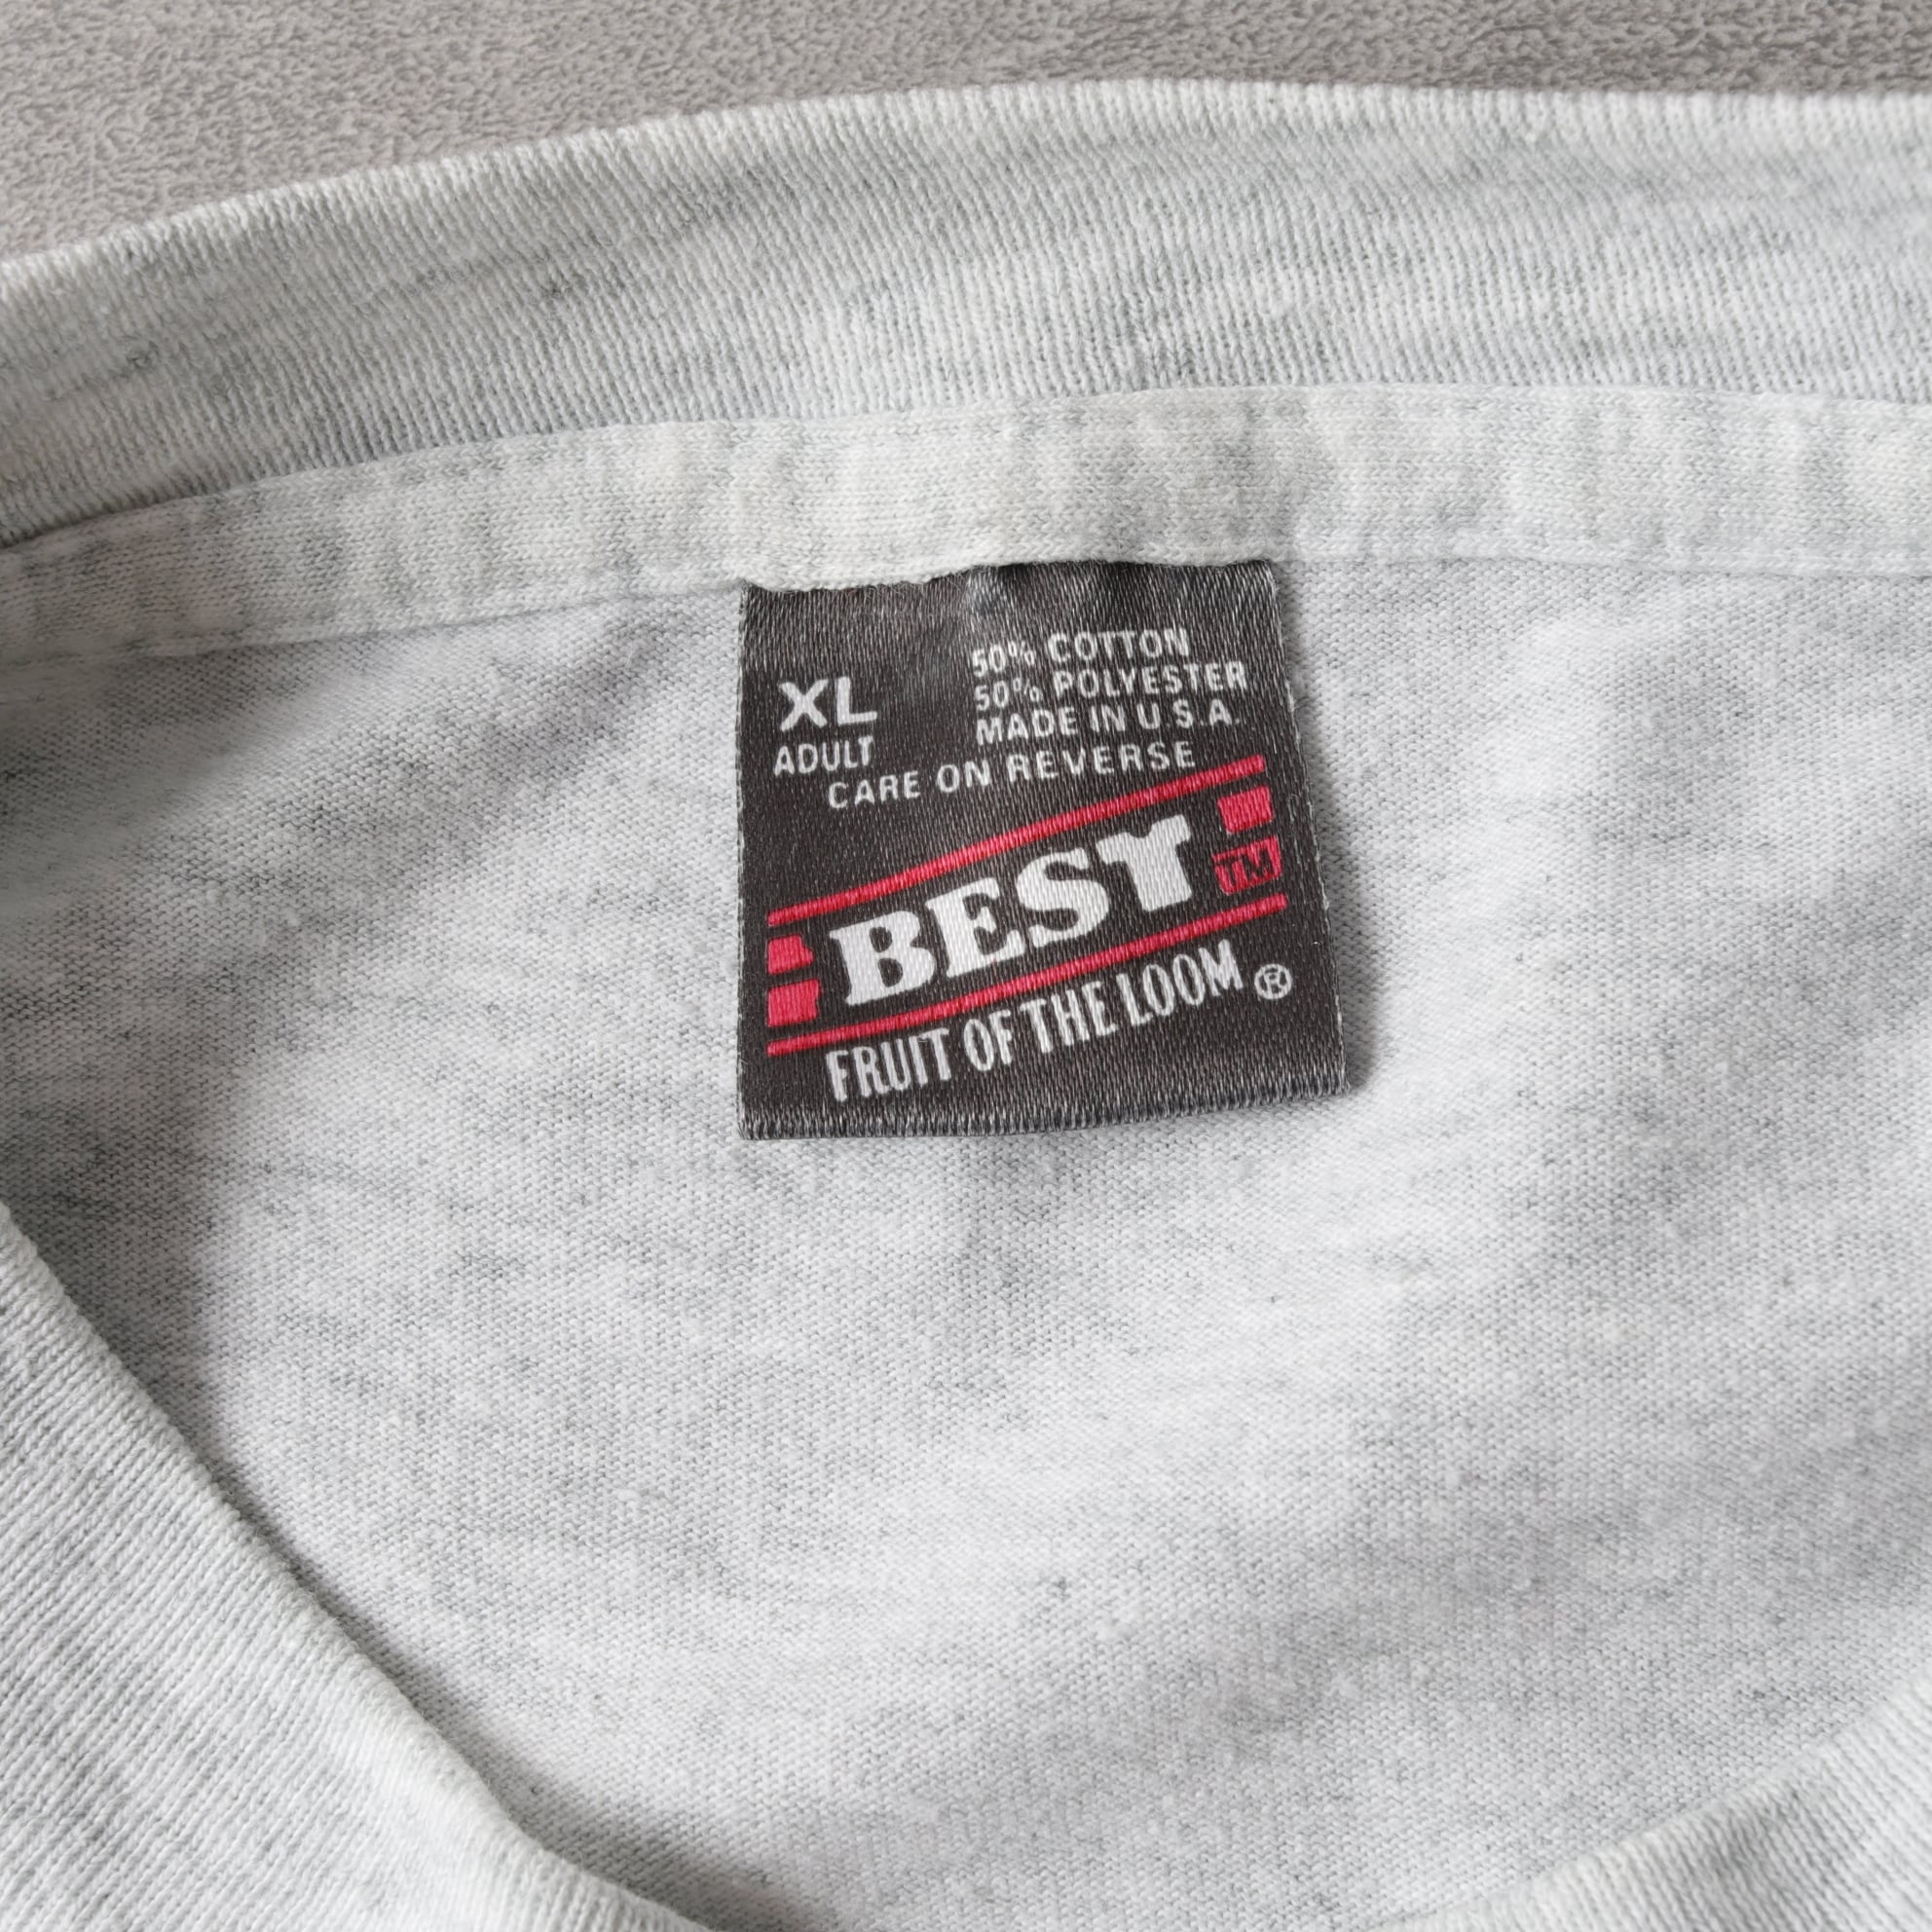 XL
ADULT
50% COTTON
50% POLYESTER
MADE IN U.S.A.
CARE ON REVERSE
BEST TM
FRUIT OF THE LOOM ®